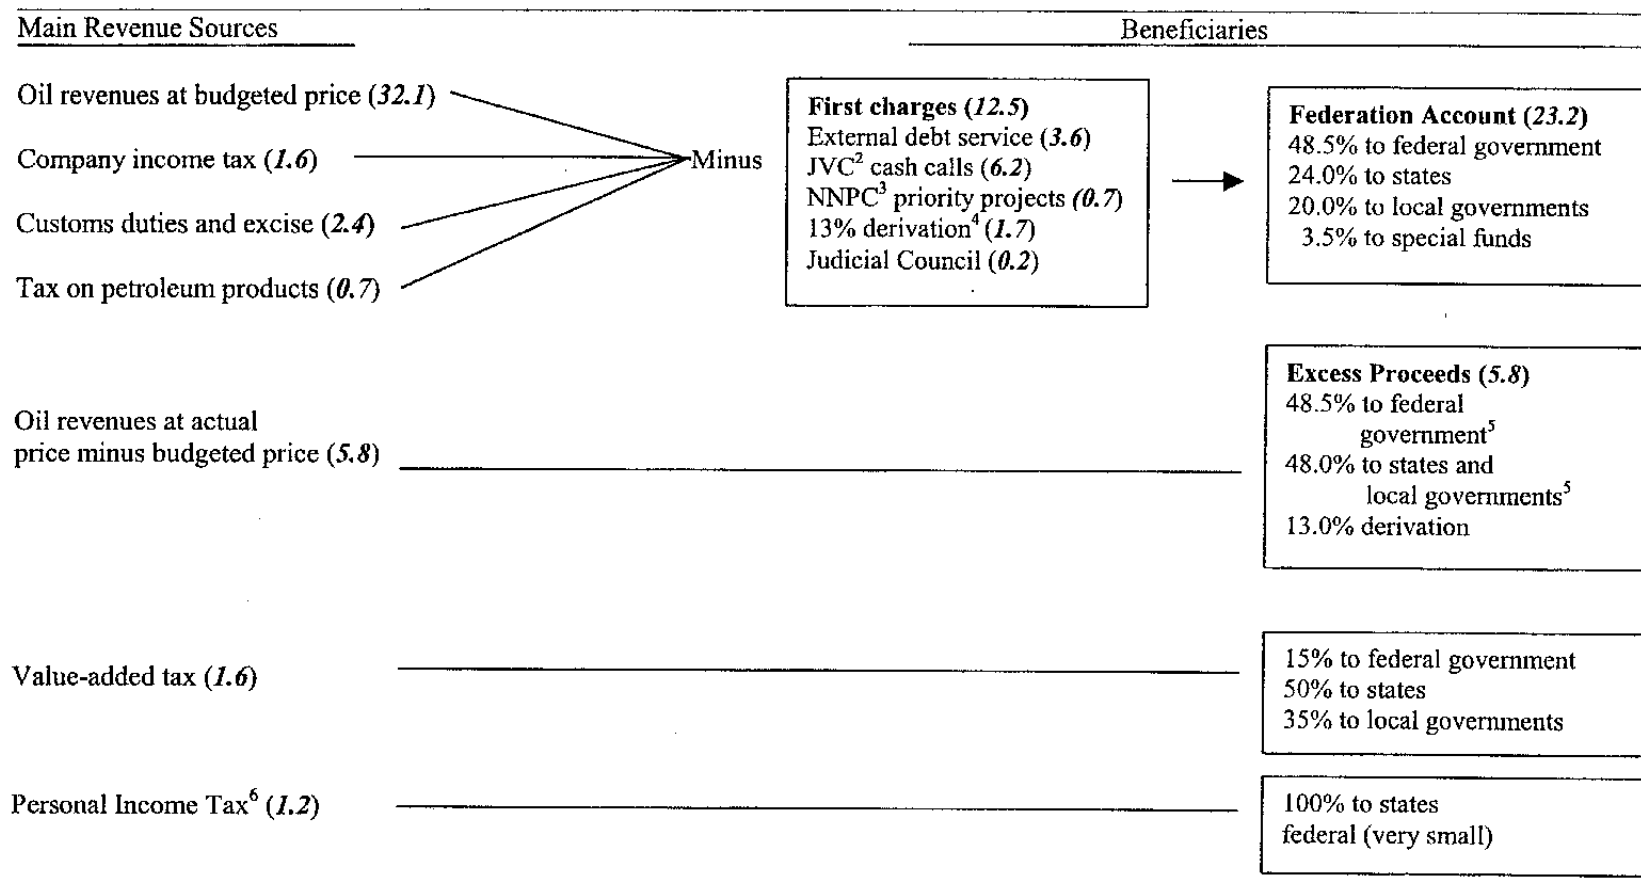 Main Revenue Sources
Beneficiaries
Oil revenues at budgeted price (32.1)
Company income tax (1.6)
Customs duties and excise (2.4)
Tax on petroleum products (0.7)
Minus
First charges (12.5)
External debt service (3.6)
JVC² cash calls (6.2)
NNPC³ priority projects (0.7)
13% derivation⁴ (1.7)
Judicial Council (0.2)
Federation Account (23.2)
48.5% to federal government
24.0% to states
20.0% to local governments
3.5% to special funds
Oil revenues at actual
price minus budgeted price (5.8)
Excess Proceeds (5.8)
48.5% to federal
government⁵
48.0% to states and
local governments⁵
13.0% derivation
Value-added tax (1.6)
15% to federal government
50% to states
35% to local governments
Personal Income Tax⁶ (1.2)
100% to states
federal (very small)